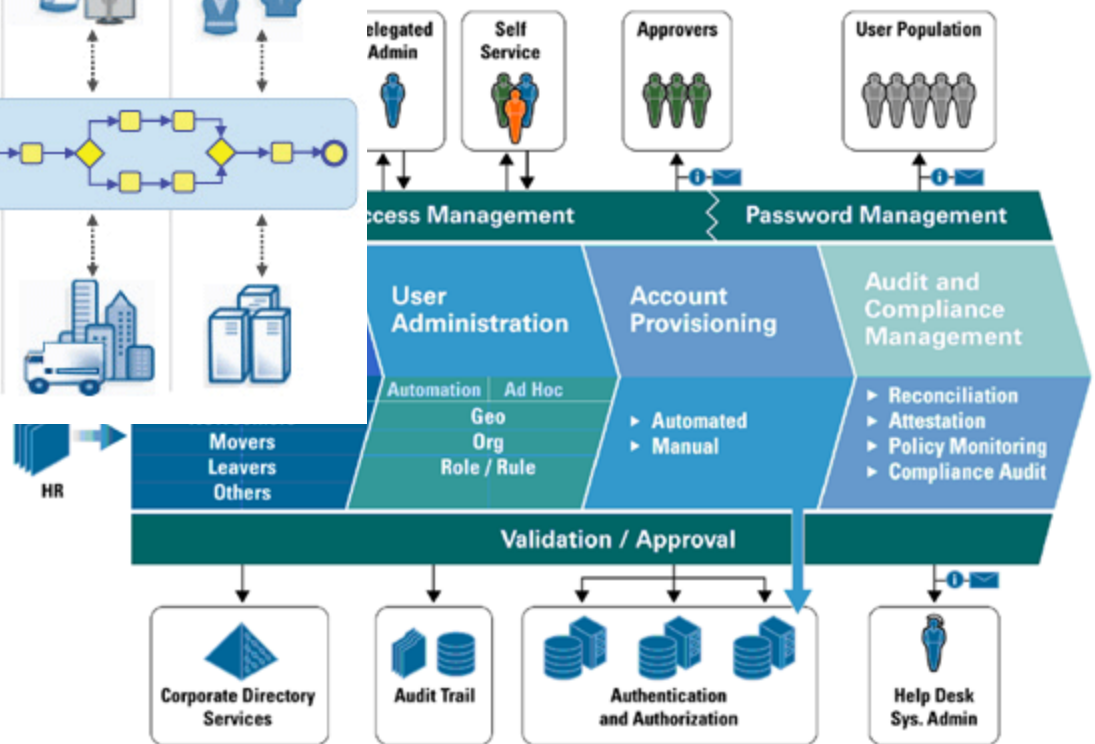 elegated
Admin
Self
Service
Approvers
User Population
ccess Management
Password Management
User
Administration
Account
Provisioning
Audit and
Compliance
Management
Automation
Ad Hoc
Geo
Org
Role / Rule
Automated
Manual
Reconciliation
Attestation
Policy Monitoring
Compliance Audit
Movers
Leavers
Others
HR
Validation / Approval
Corporate Directory
Services
Audit Trail
Authentication
and Authorization
Help Desk
Sys. Admin